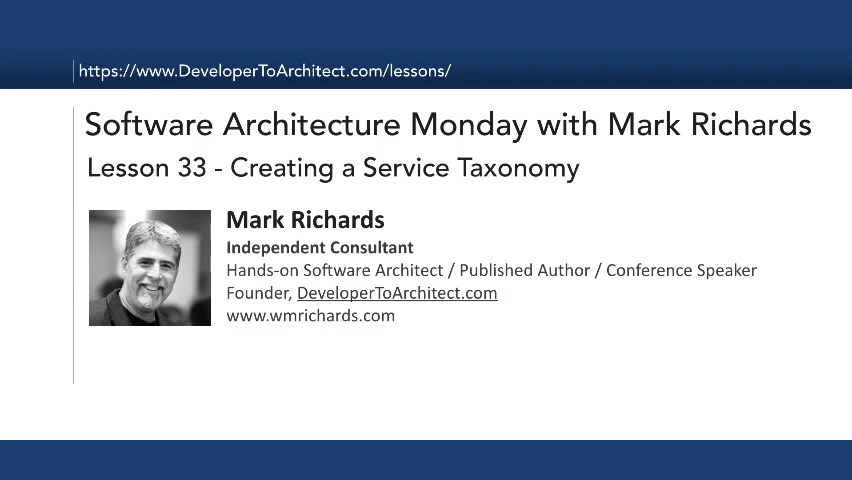 https://www.DeveloperToArchitect.com/lessons/
Software Architecture Monday with Mark Richards
Lesson 33 - Creating a Service Taxonomy
Mark Richards
Independent Consultant
Hands-on Software Architect / Published Author / Conference Speaker
Founder, DeveloperToArchitect.com
www.wmrichards.com